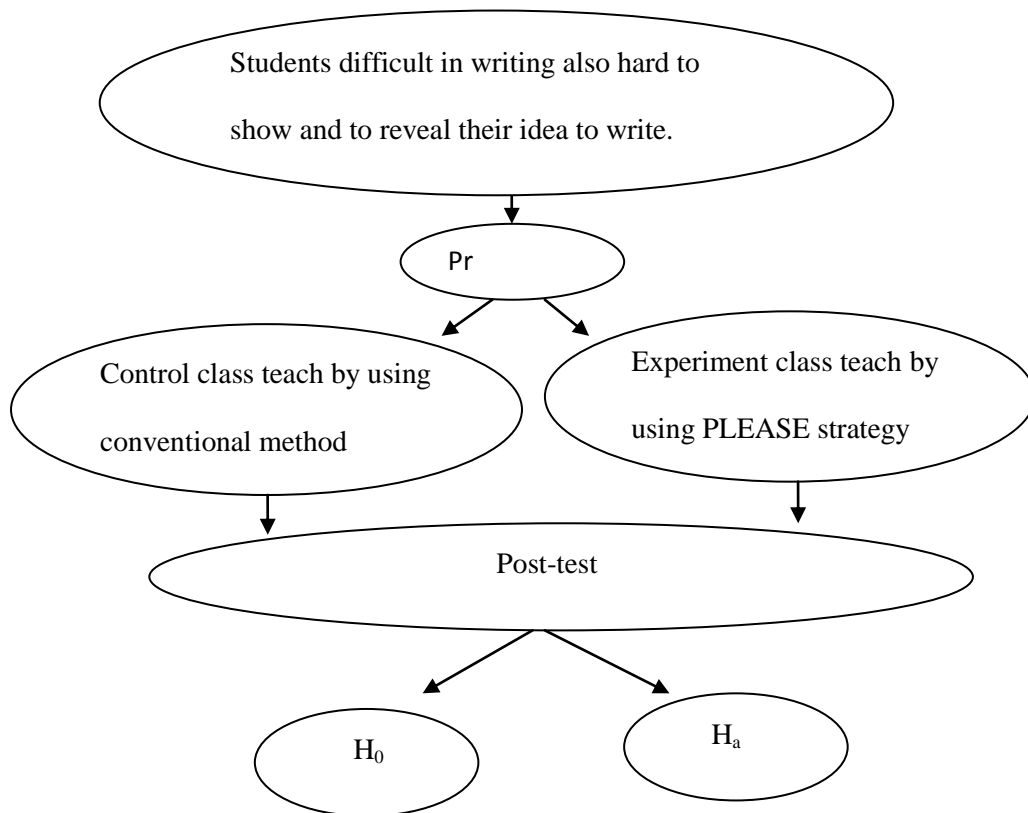 Students difficult in writing also hard to
show and to reveal their idea to write.
Pr
Control class teach by using
conventional method
Experiment class teach by
using PLEASE strategy
Post-test
H₀
Hₐ